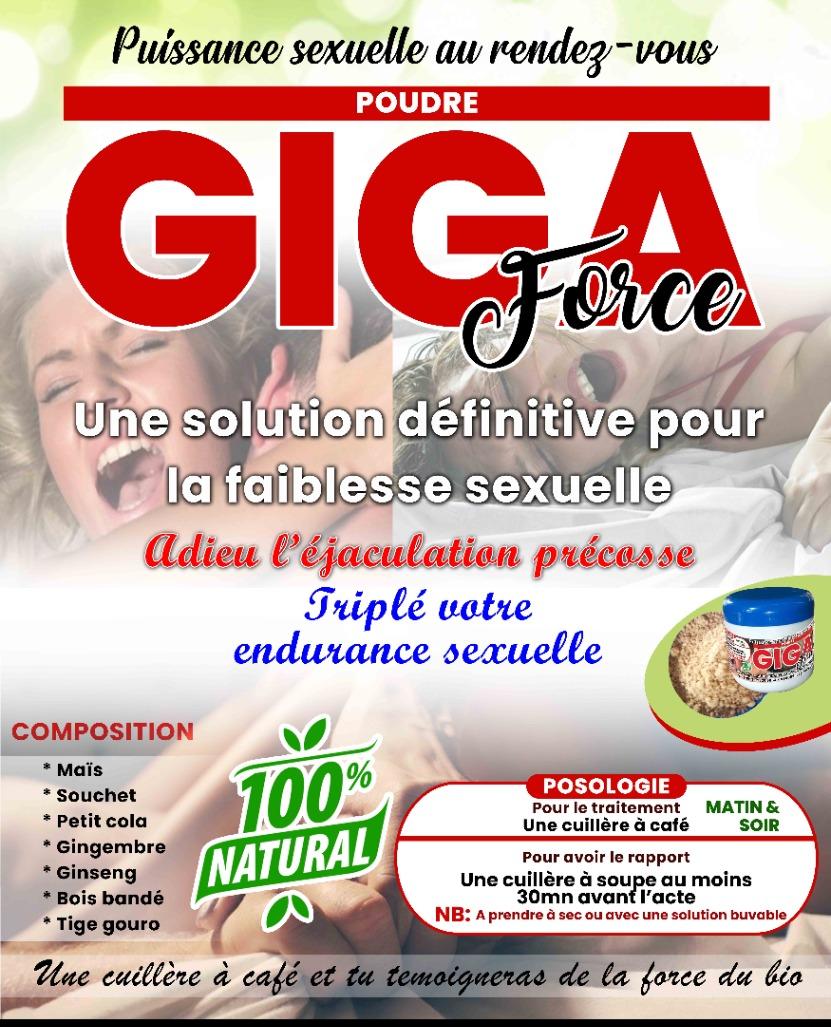 Puissance sexuelle au rendez-vous
POUDRE
GIGA
Force
Une solution définitive pour
la faiblesse sexuelle
Adieu l'éjaculation précosse
Triplé votre
endurance sexuelle
GIGA
COMPOSITION
* Maïs
* Souchet
* Petit cola
* Gingembre
* Ginseng
* Bois bandé
* Tige gouro
100%
NATURAL
POSOLOGIE
Pour le traitement
Une cuillère à café
MATIN &
SOIR
Pour avoir le rapport
Une cuillère à soupe au moins
30mn avant l'acte
NB: A prendre à sec ou avec une solution buvable
Une cuillère à café et tu temoigneras de la force du bio